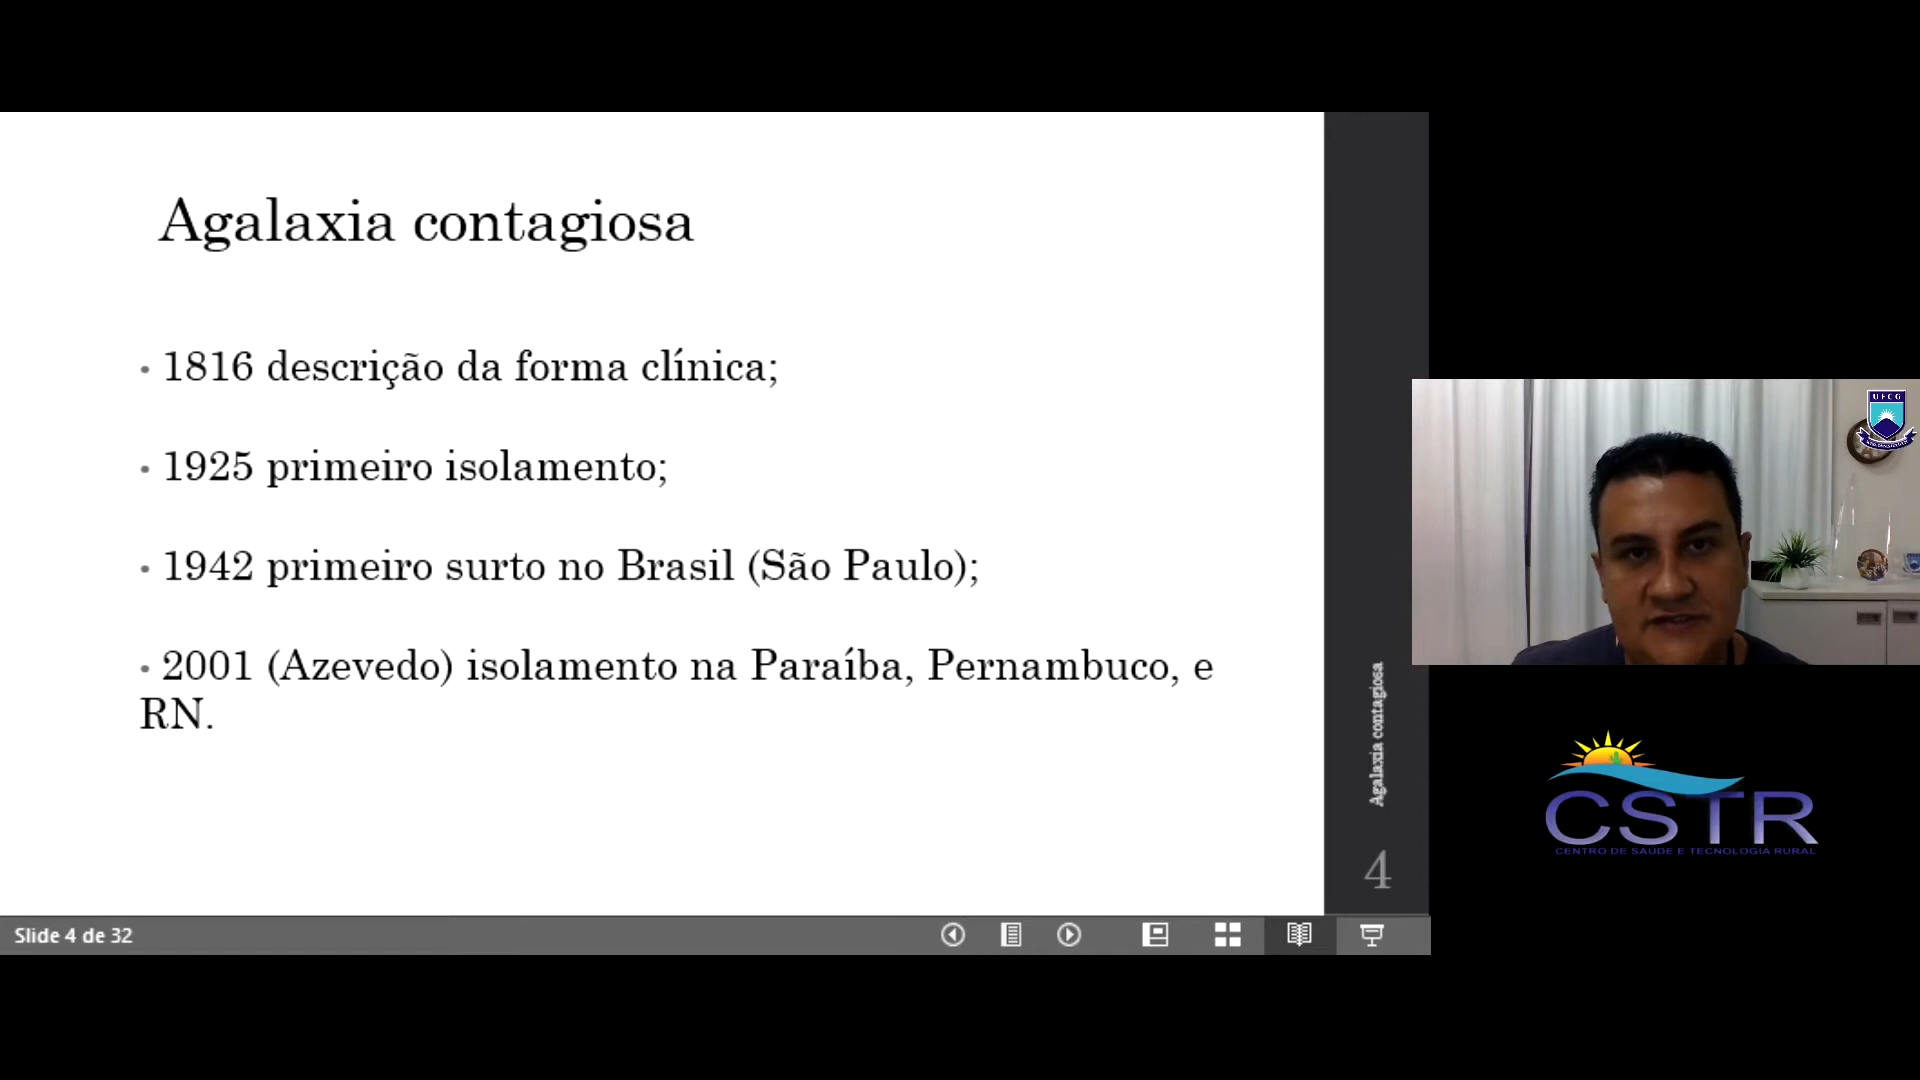 Agalaxia contagiosa
• 1816 descrição da forma clínica;
• 1925 primeiro isolamento;
• 1942 primeiro surto no Brasil (São Paulo);
• 2001 (Azevedo) isolamento na Paraíba, Pernambuco, e
RN.
Agalaxia contagiosa
4
Slide 4 de 32
UFCG
CSTR
CENTRO DE SAUDE E TECNOLOGIA RURAL